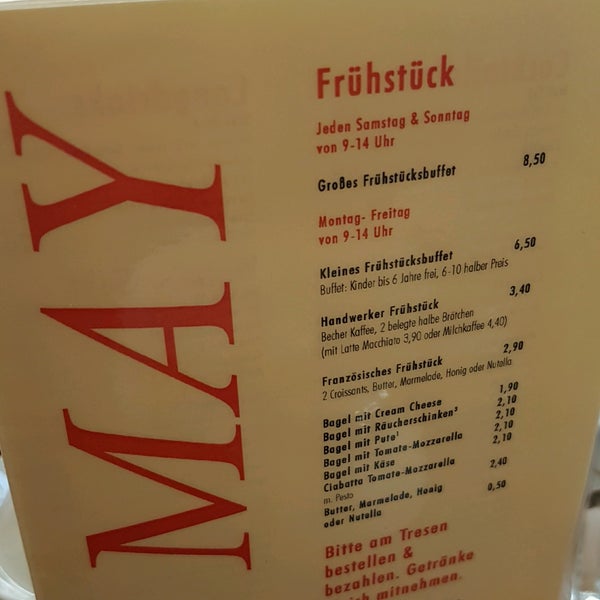 MAY
Frühstück
Jeden Samstag & Sonntag
von 9-14 Uhr
Großes Frühstücksbuffet 8,50
Montag- Freitag
von 9-14 Uhr
Kleines Frühstücksbuffet 6,50
Buffet: Kinder bis 6 Jahre frei, 6-10 halber Preis
Handwerker Frühstück 3,40
Becher Kaffee, 2 belegte halbe Brötchen
(mit Latte Macchiato 3,90 oder Milchkaffee 4,40)
Französisches Frühstück 2,90
2 Croissants, Butter, Marmelade, Honig oder Nutella
Bagel mit Cream Cheese 1,90
Bagel mit Räucherschinken³ 2,10
Bagel mit Pute¹ 2,10
Bagel mit Tomate-Mozzarella 2,10
Bagel mit Käse 2,10
Ciabatta Tomate-Mozzarella 2,40
m. Pesto
Butter, Marmelade, Honig 0,50
oder Nutella
Bitte am Tresen
bestellen &
bezahlen. Getränke
mitnehmen.